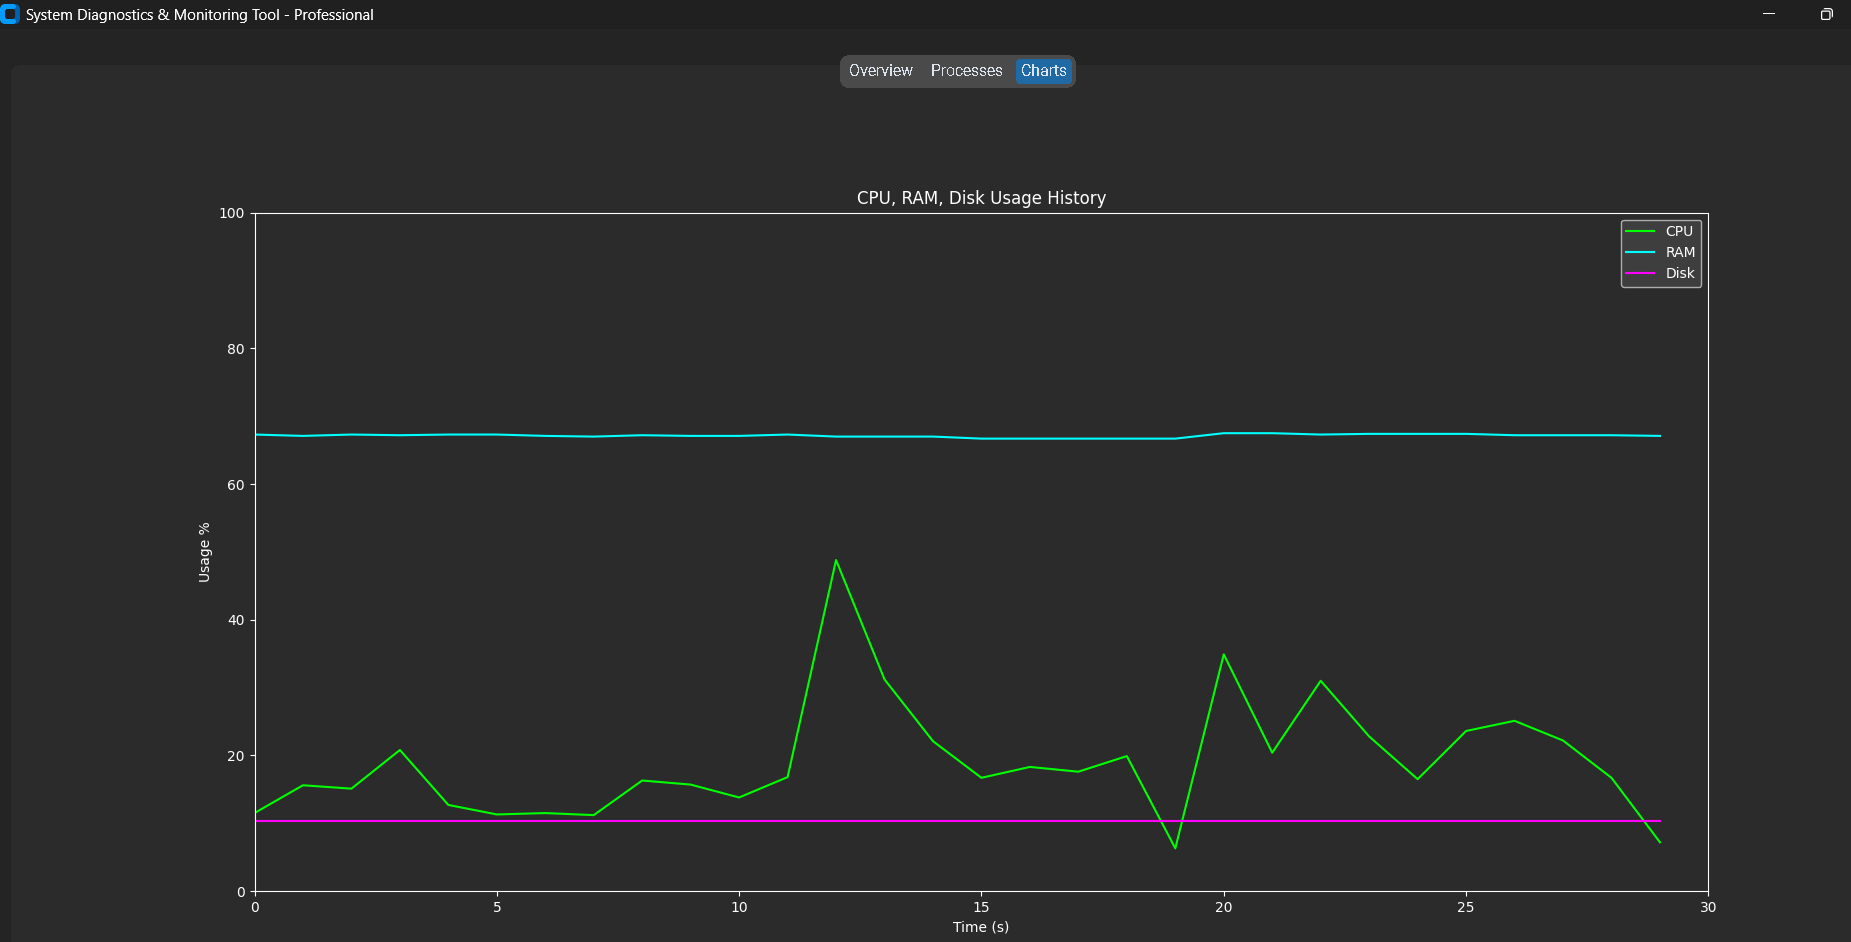 System Diagnostics & Monitoring Tool - Professional
Overview Processes Charts
CPU, RAM, Disk Usage History
100
80
60
40
20
0
Usage %
CPU
RAM
Disk
0 5 10 15 20 25 30
Time (s)